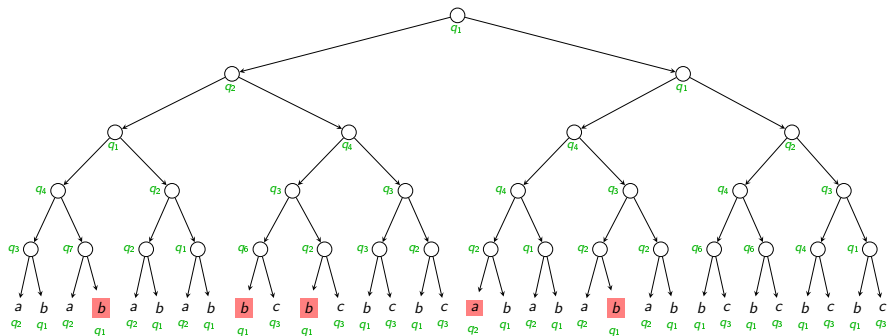 q₁
q₂ q₁
q₁ q₄ q₄ q₂
q₄ q₂ q₃ q₃ q₄ q₃ q₄ q₃
q₃ q₇ q₂ q₁ q₆ q₂ q₃ q₂ q₂ q₁ q₂ q₂ q₆ q₆ q₄ q₁
a b a b a b a b b c b c b c b c a b a b a b a b b c b c b c b c
q₂ q₁ q₂ q₁ q₂ q₁ q₂ q₁ q₁ q₃ q₁ q₃ q₁ q₃ q₁ q₃ q₂ q₁ q₂ q₁ q₂ q₁ q₂ q₁ q₁ q₃ q₁ q₃ q₁ q₃ q₁ q₃